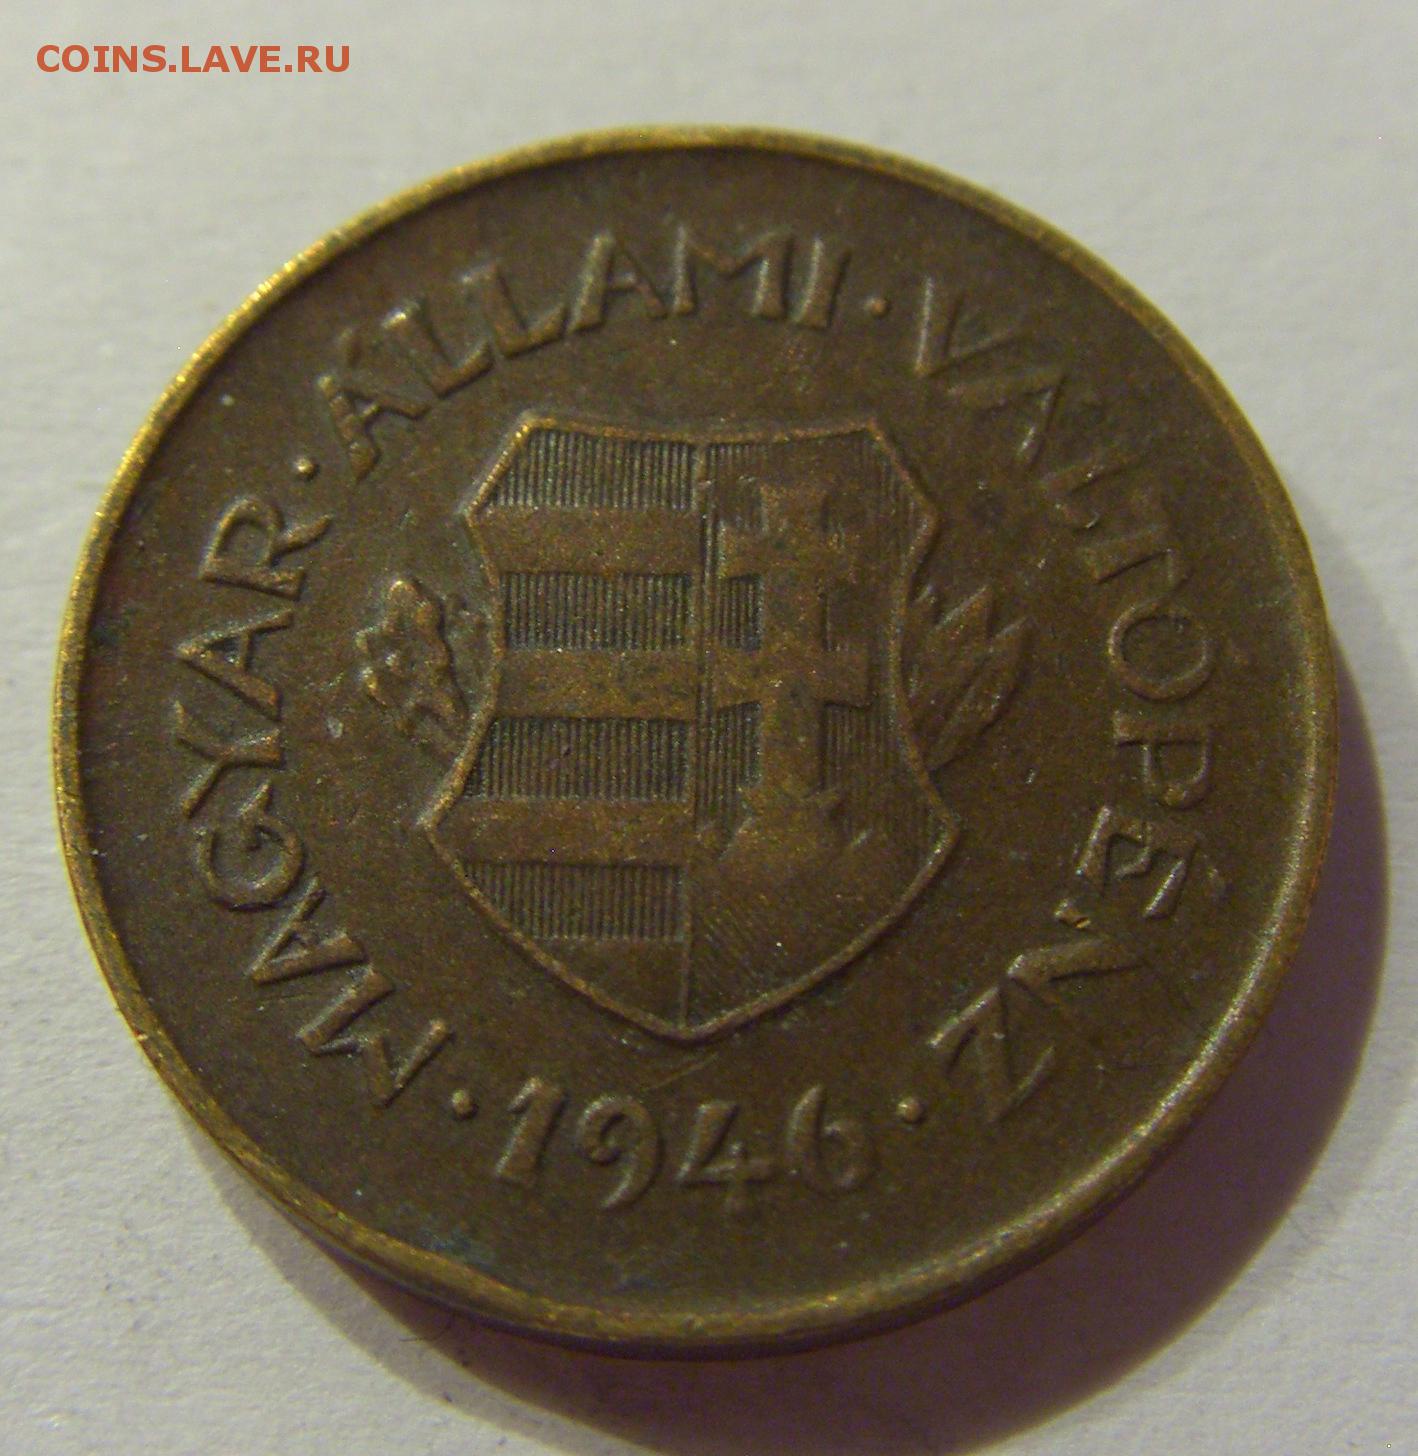 COINS.LAVE.RU
MAGYAR · ÁLLAMI · VÁLTÓPÉNZ
· 1946 ·